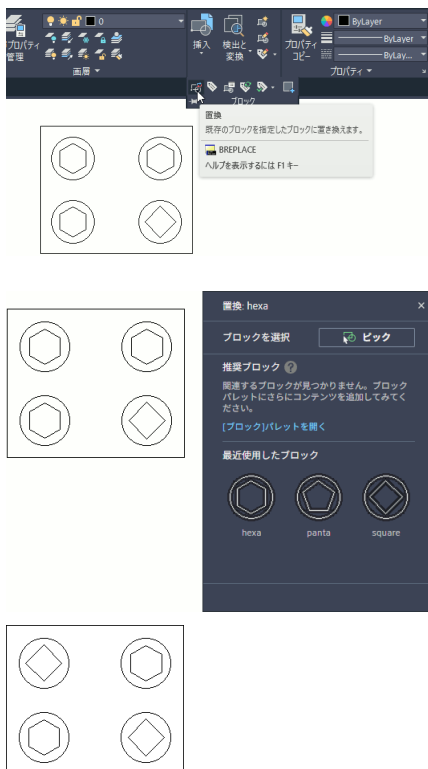 0
プロパティ
管理
画層
挿入
検出と
変換
プロパティ
コピー
ByLayer
ByLayer
ByLay...
プロパティ
ブロック
置換
既存のブロックを指定したブロックに置き換えます。
BREPLACE
ヘルプを表示するには F1 キー
置換: hexa
ブロックを選択
ピック
推奨ブロック ?
関連するブロックが見つかりません。ブロック
パレットにさらにコンテンツを追加してみてく
ださい。
[ブロック]パレットを開く
最近使用したブロック
hexa panta square